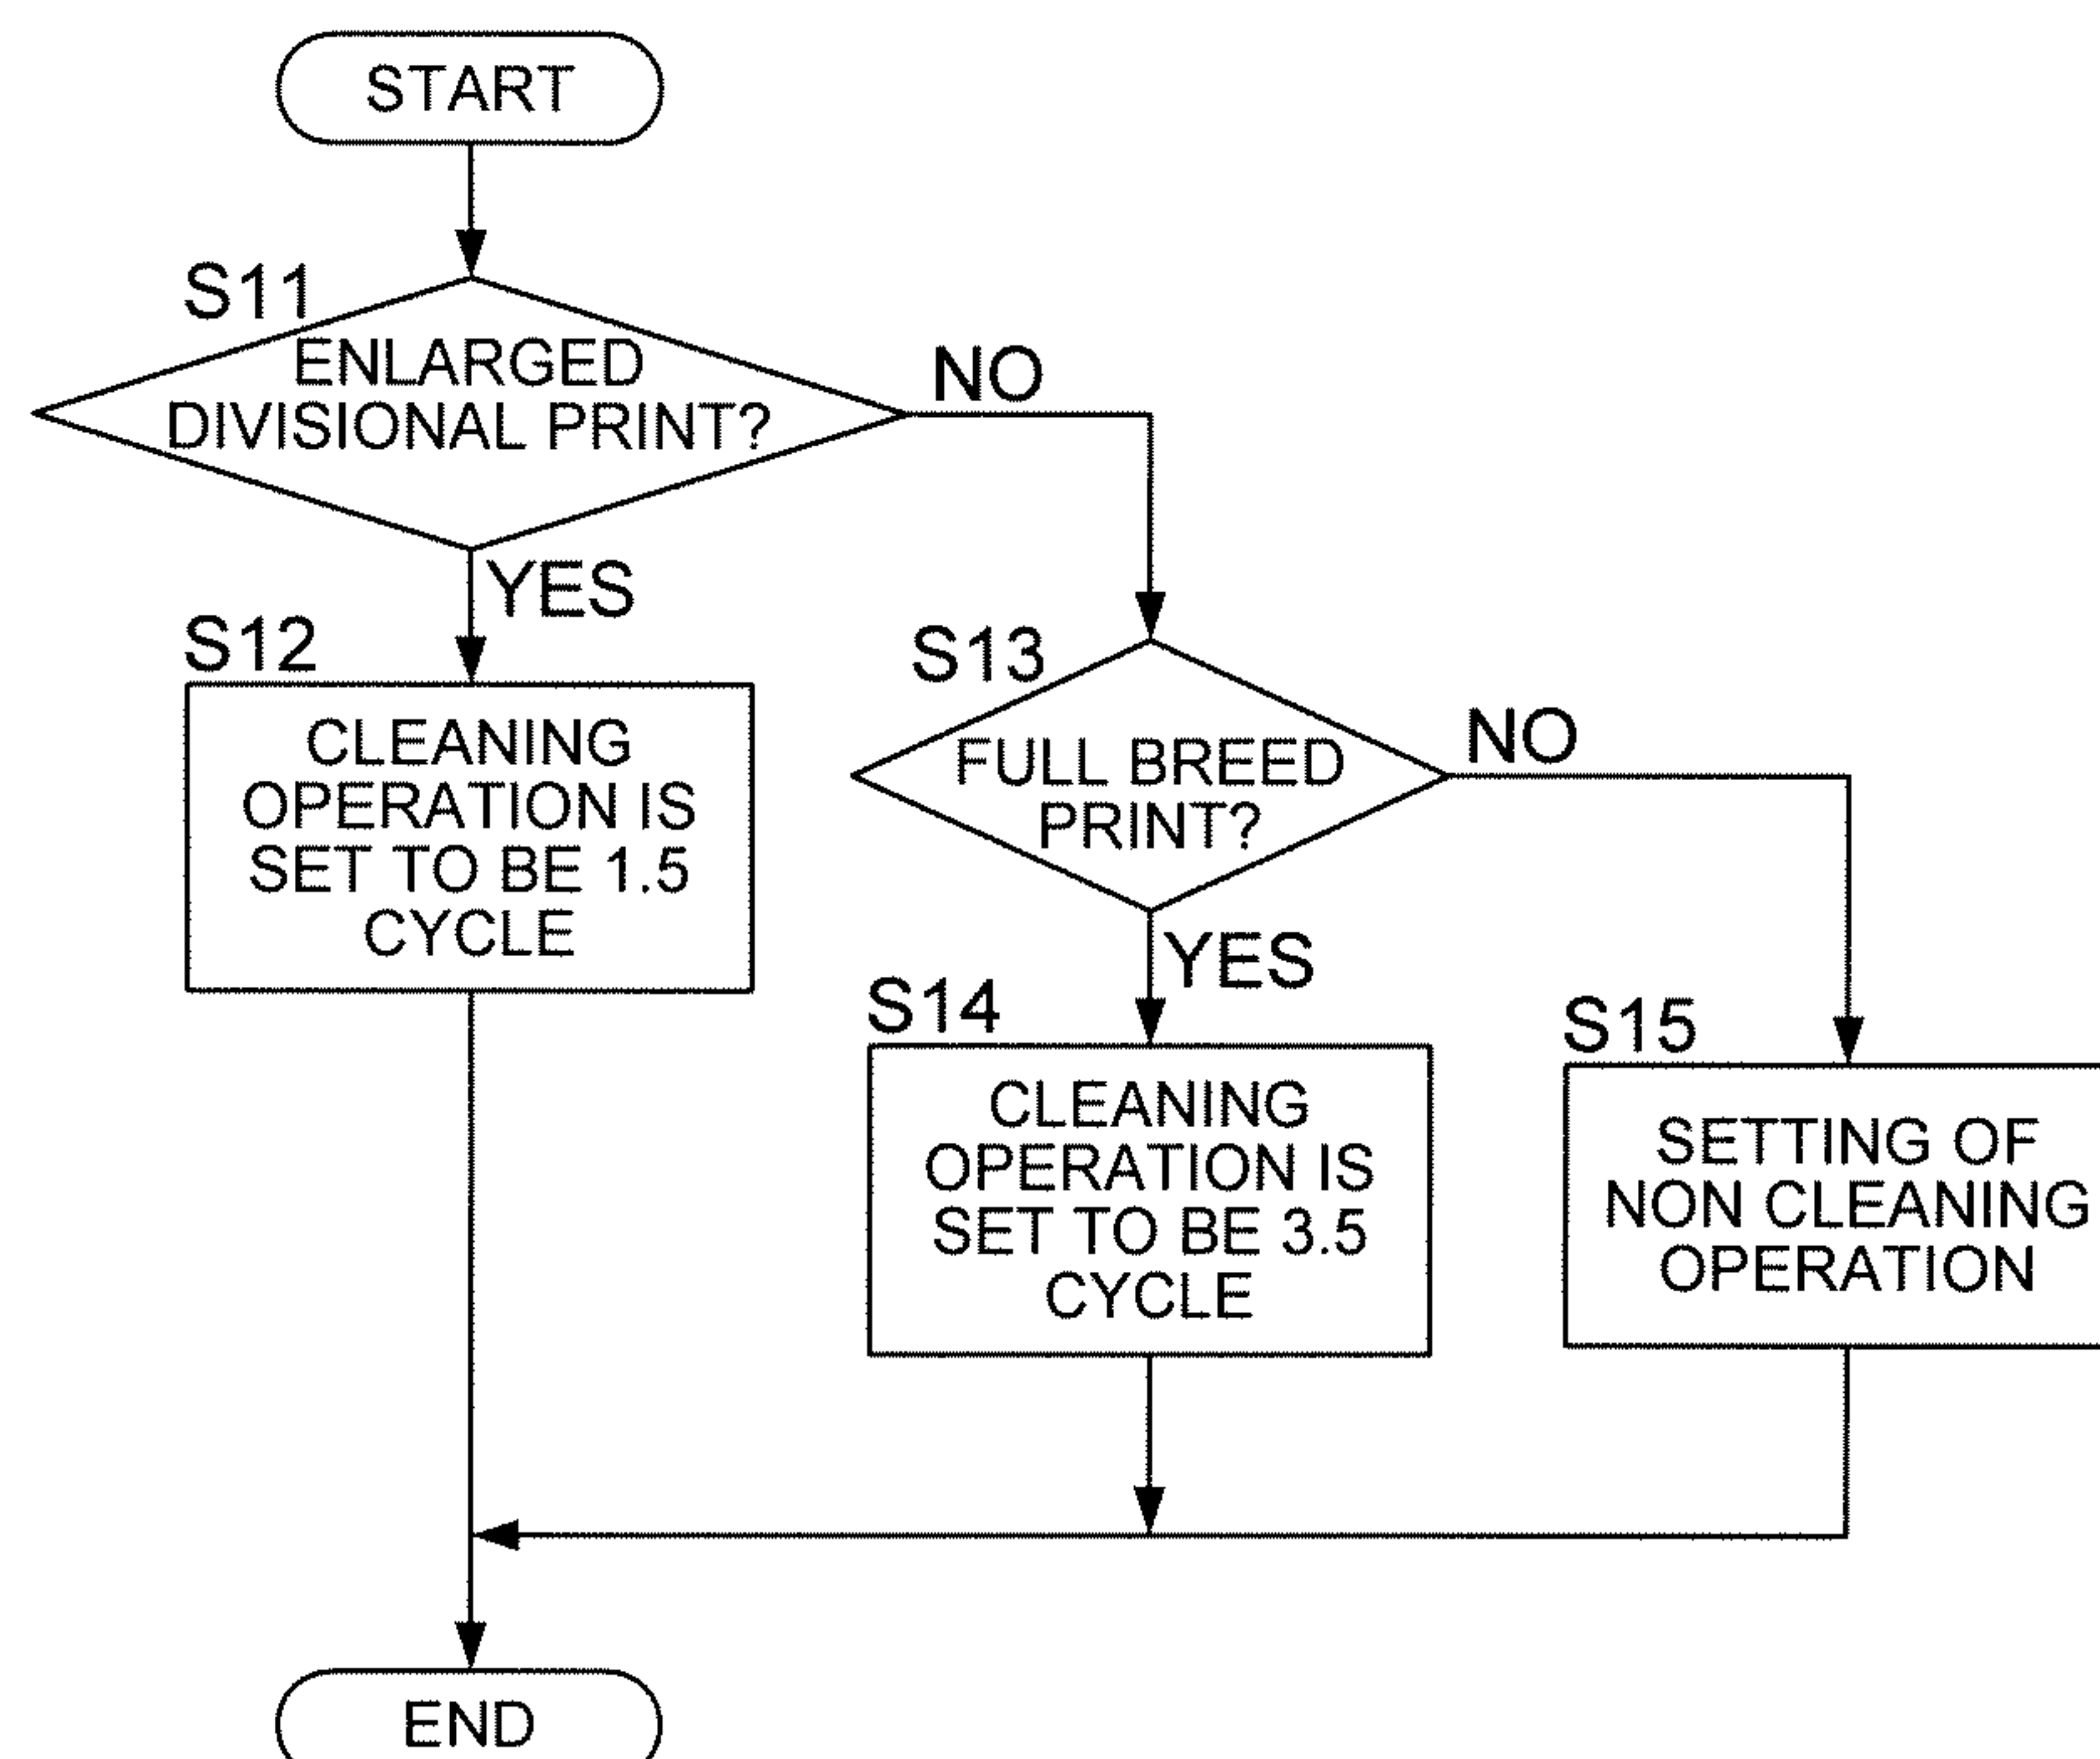 START
S11
ENLARGED
DIVISIONAL PRINT?
NO
YES
S12
CLEANING
OPERATION IS
SET TO BE 1.5
CYCLE
S13
FULL BREED
PRINT?
NO
YES
S14
CLEANING
OPERATION IS
SET TO BE 3.5
CYCLE
S15
SETTING OF
NON CLEANING
OPERATION
END